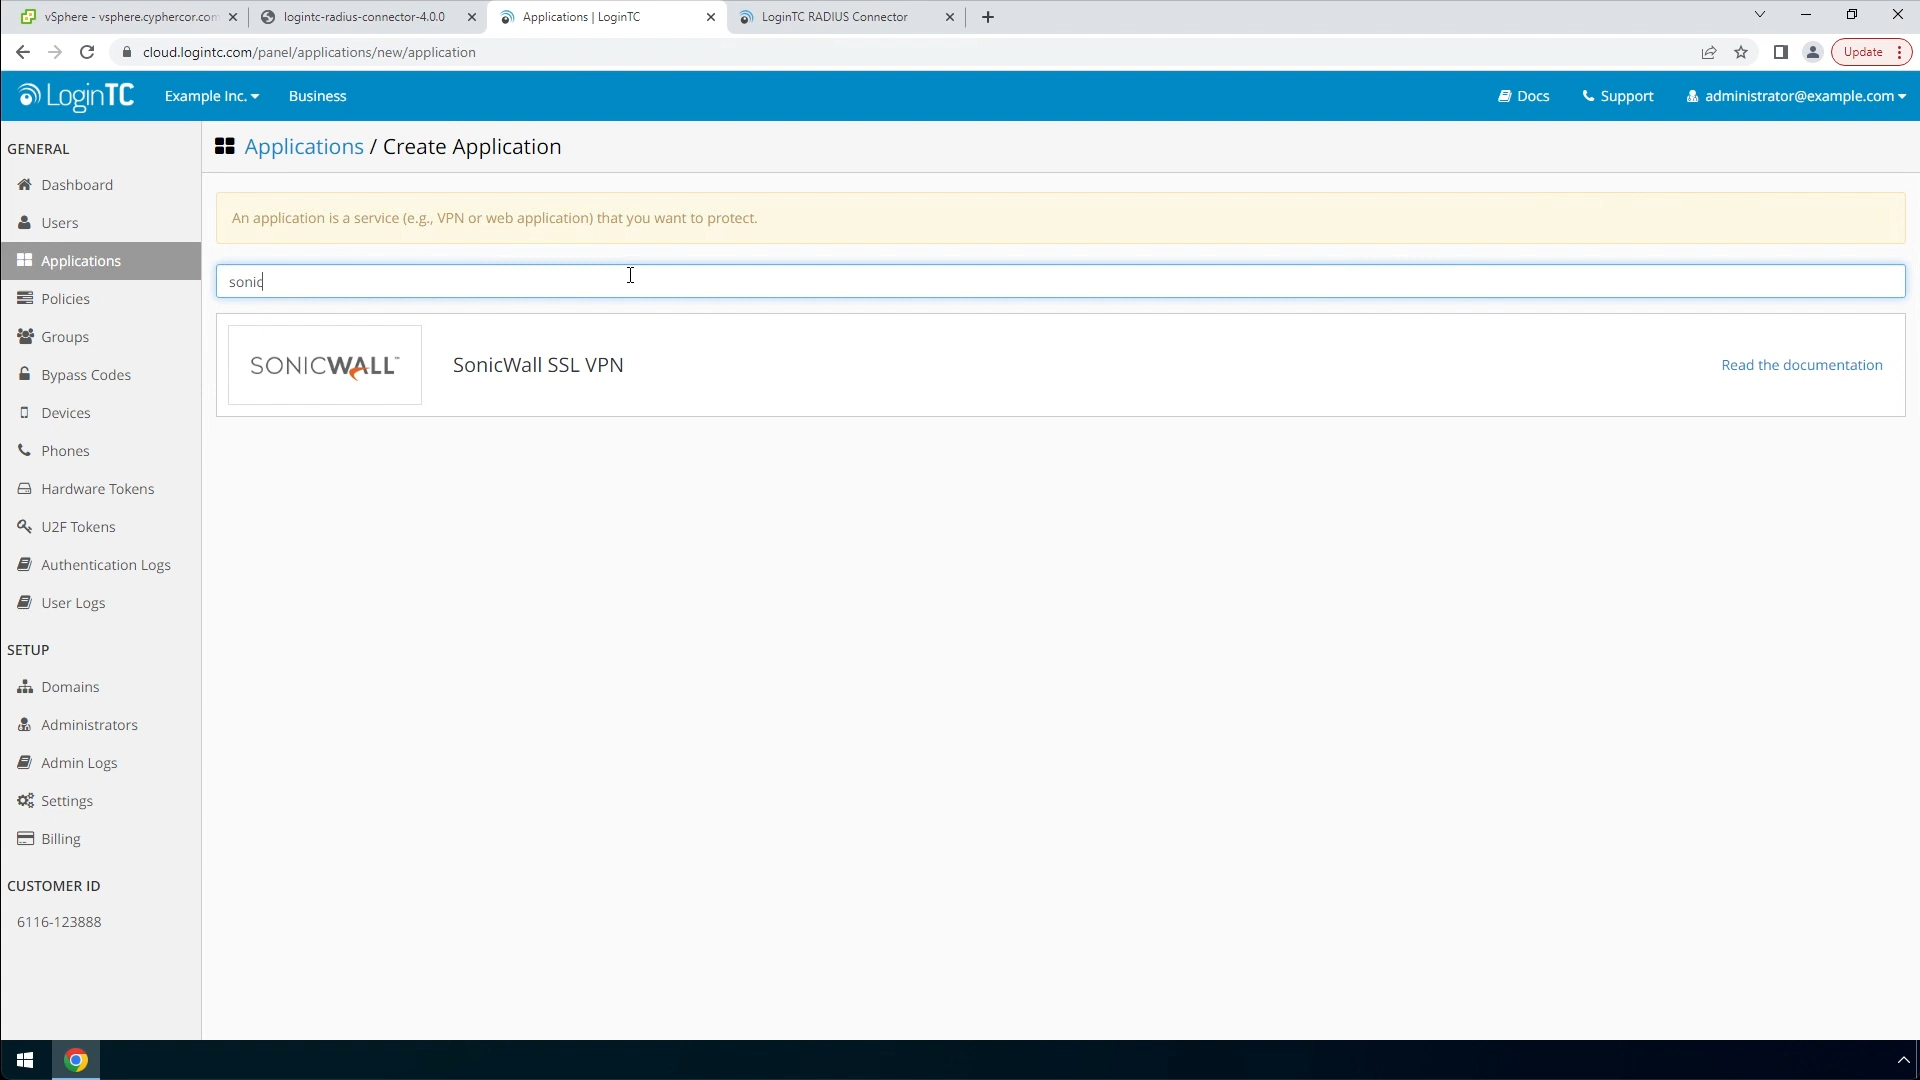 vSphere - vsphere.cyphercor.com
logintc-radius-connector-4.0.0
Applications | LoginTC
LoginTC RADIUS Connector
cloud.logintc.com/panel/applications/new/application
Update
LoginTC
Example Inc.
Business
Docs
Support
administrator@example.com
GENERAL
Dashboard
Users
Applications
Policies
Groups
Bypass Codes
Devices
Phones
Hardware Tokens
U2F Tokens
Authentication Logs
User Logs
SETUP
Domains
Administrators
Admin Logs
Settings
Billing
CUSTOMER ID
6116-123888
Applications / Create Application
An application is a service (e.g., VPN or web application) that you want to protect.
sonic
SONICWALL™
SonicWall SSL VPN
Read the documentation